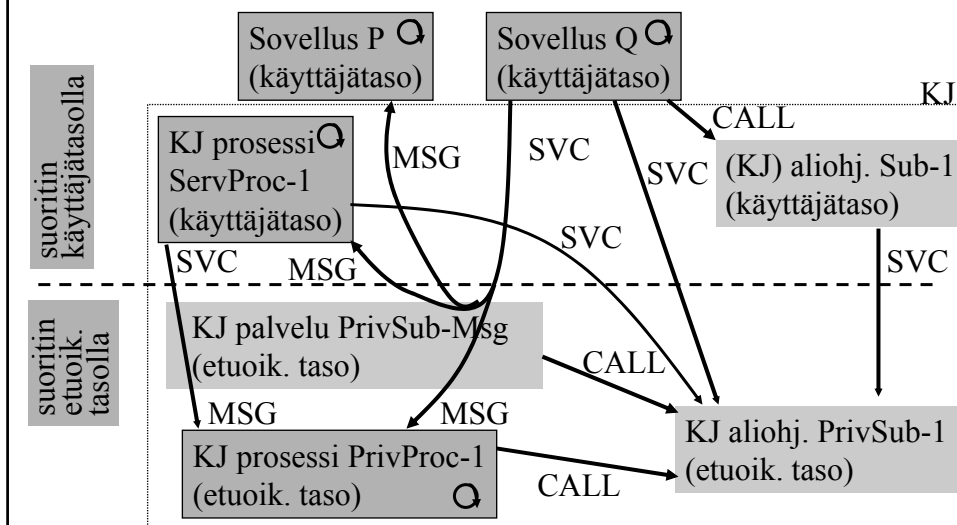 Sovellus P
(käyttäjätaso)
Sovellus Q
(käyttäjätaso)
KJ
suoritin
käyttäjätasolla
KJ prosessi
ServProc-1
(käyttäjätaso)
MSG
SVC
CALL
SVC
(KJ) aliohj. Sub-1
(käyttäjätaso)
SVC
MSG
SVC
SVC
suoritin
etuoik.
tasolla
KJ palvelu PrivSub-Msg
(etuoik. taso)
CALL
MSG
MSG
KJ prosessi PrivProc-1
(etuoik. taso)
CALL
KJ aliohj. PrivSub-1
(etuoik. taso)